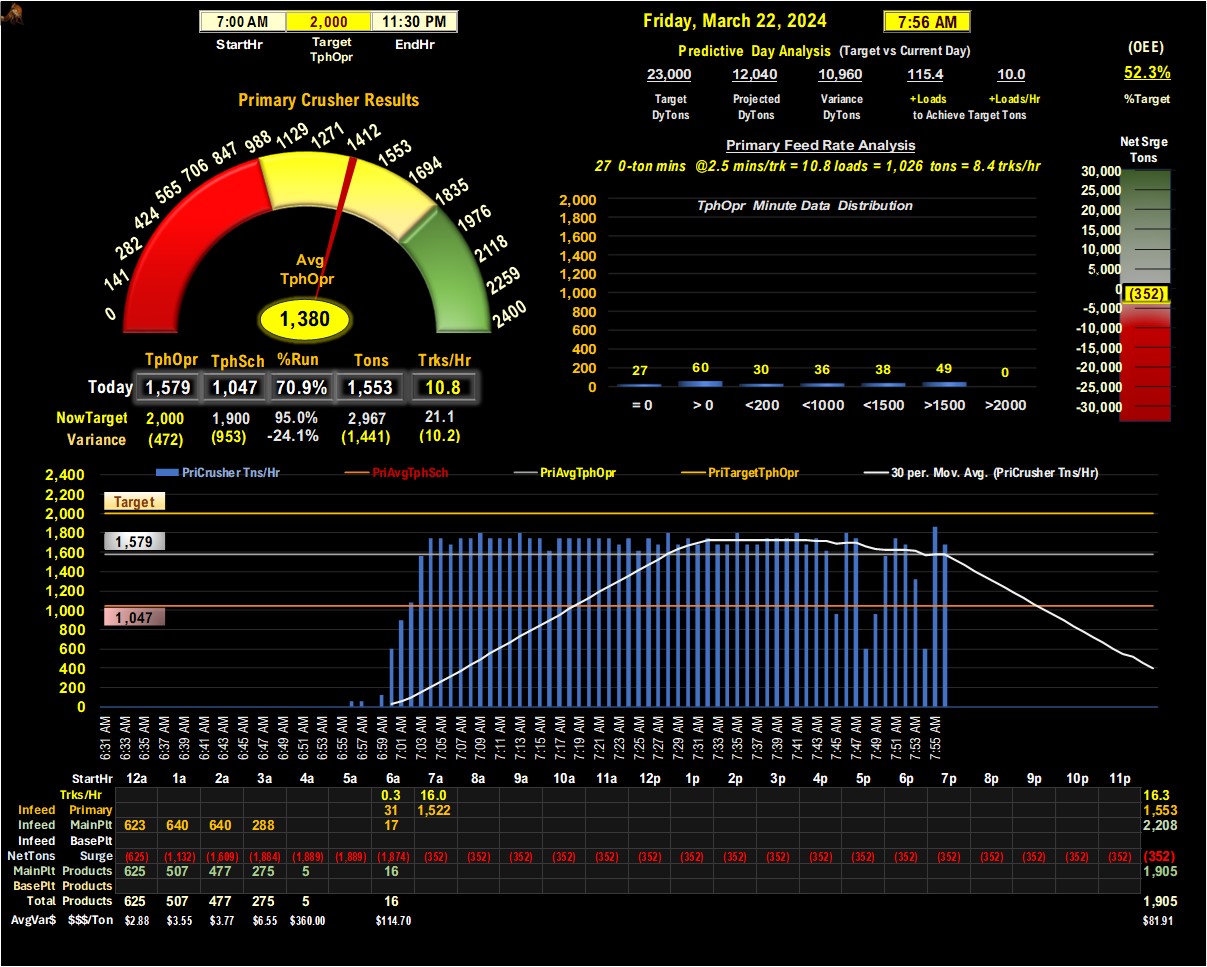 7:00 AM 2,000 11:30 PM
StartHr Target TphOpr EndHr
Friday, March 22, 2024 7:56 AM
Predictive Day Analysis (Target vs Current Day)
23,000 12,040 10,960 115.4 10.0
Target DyTons Projected DyTons Variance DyTons +Loads +Loads/Hr to Achieve Target Tons
(OEE)
52.3%
%Target
Primary Crusher Results
0 141 282 424 565 706 847 988 1129 1271 1412 1553 1694 1835 1976 2118 2259 2400
Avg
TphOpr
1,380
TphOpr TphSch %Run Tons Trks/Hr
Today 1,579 1,047 70.9% 1,553 10.8
NowTarget 2,000 1,900 95.0% 2,967 21.1
Variance (472) (953) -24.1% (1,441) (10.2)
Primary Feed Rate Analysis
27 0-ton mins @2.5 mins/trk = 10.8 loads = 1,026 tons = 8.4 trks/hr
TphOpr Minute Data Distribution
2,000
1,800
1,600
1,400
1,200
1,000
800
600
400
200
0
27 60 30 36 38 49 0
= 0 > 0 <200 <1000 <1500 >1500 >2000
Net Srge
Tons
30,000
25,000
20,000
15,000
10,000
5,000
0
(352)
-5,000
-10,000
-15,000
-20,000
-25,000
-30,000
PriCrusher Tns/Hr PriAvgTphSch PriAvgTphOpr PriTargetTphOpr 30 per. Mov. Avg. (PriCrusher Tns/Hr)
2,400
2,200
2,000
1,800
1,600
1,400
1,200
1,000
800
600
400
200
0
Target
1,579
1,047
6:31 AM 6:33 AM 6:35 AM 6:37 AM 6:39 AM 6:41 AM 6:43 AM 6:45 AM 6:47 AM 6:49 AM 6:51 AM 6:53 AM 6:55 AM 6:57 AM 6:59 AM 7:01 AM 7:03 AM 7:05 AM 7:07 AM 7:09 AM 7:11 AM 7:13 AM 7:15 AM 7:17 AM 7:19 AM 7:21 AM 7:23 AM 7:25 AM 7:27 AM 7:29 AM 7:31 AM 7:33 AM 7:35 AM 7:37 AM 7:39 AM 7:41 AM 7:43 AM 7:45 AM 7:47 AM 7:49 AM 7:51 AM 7:53 AM 7:55 AM
StartHr 12a 1a 2a 3a 4a 5a 6a 7a 8a 9a 10a 11a 12p 1p 2p 3p 4p 5p 6p 7p 8p 9p 10p 11p
Trks/Hr 0.3 16.0 16.3
Infeed Primary 31 1,522 1,553
Infeed MainPlt 623 640 640 288 17 2,208
Infeed BasePlt
NetTons Surge (625) (1,132) (1,609) (1,884) (1,889) (1,889) (1,874) (352) (352) (352) (352) (352) (352) (352) (352) (352) (352) (352) (352) (352) (352) (352) (352) (352) (352)
MainPlt Products 625 507 477 275 5 16 1,905
BasePlt Products
Total Products 625 507 477 275 5 16 1,905
AvgVar$ $$$/Ton $2.88 $3.55 $3.77 $6.55 $360.00 $114.70 $81.91